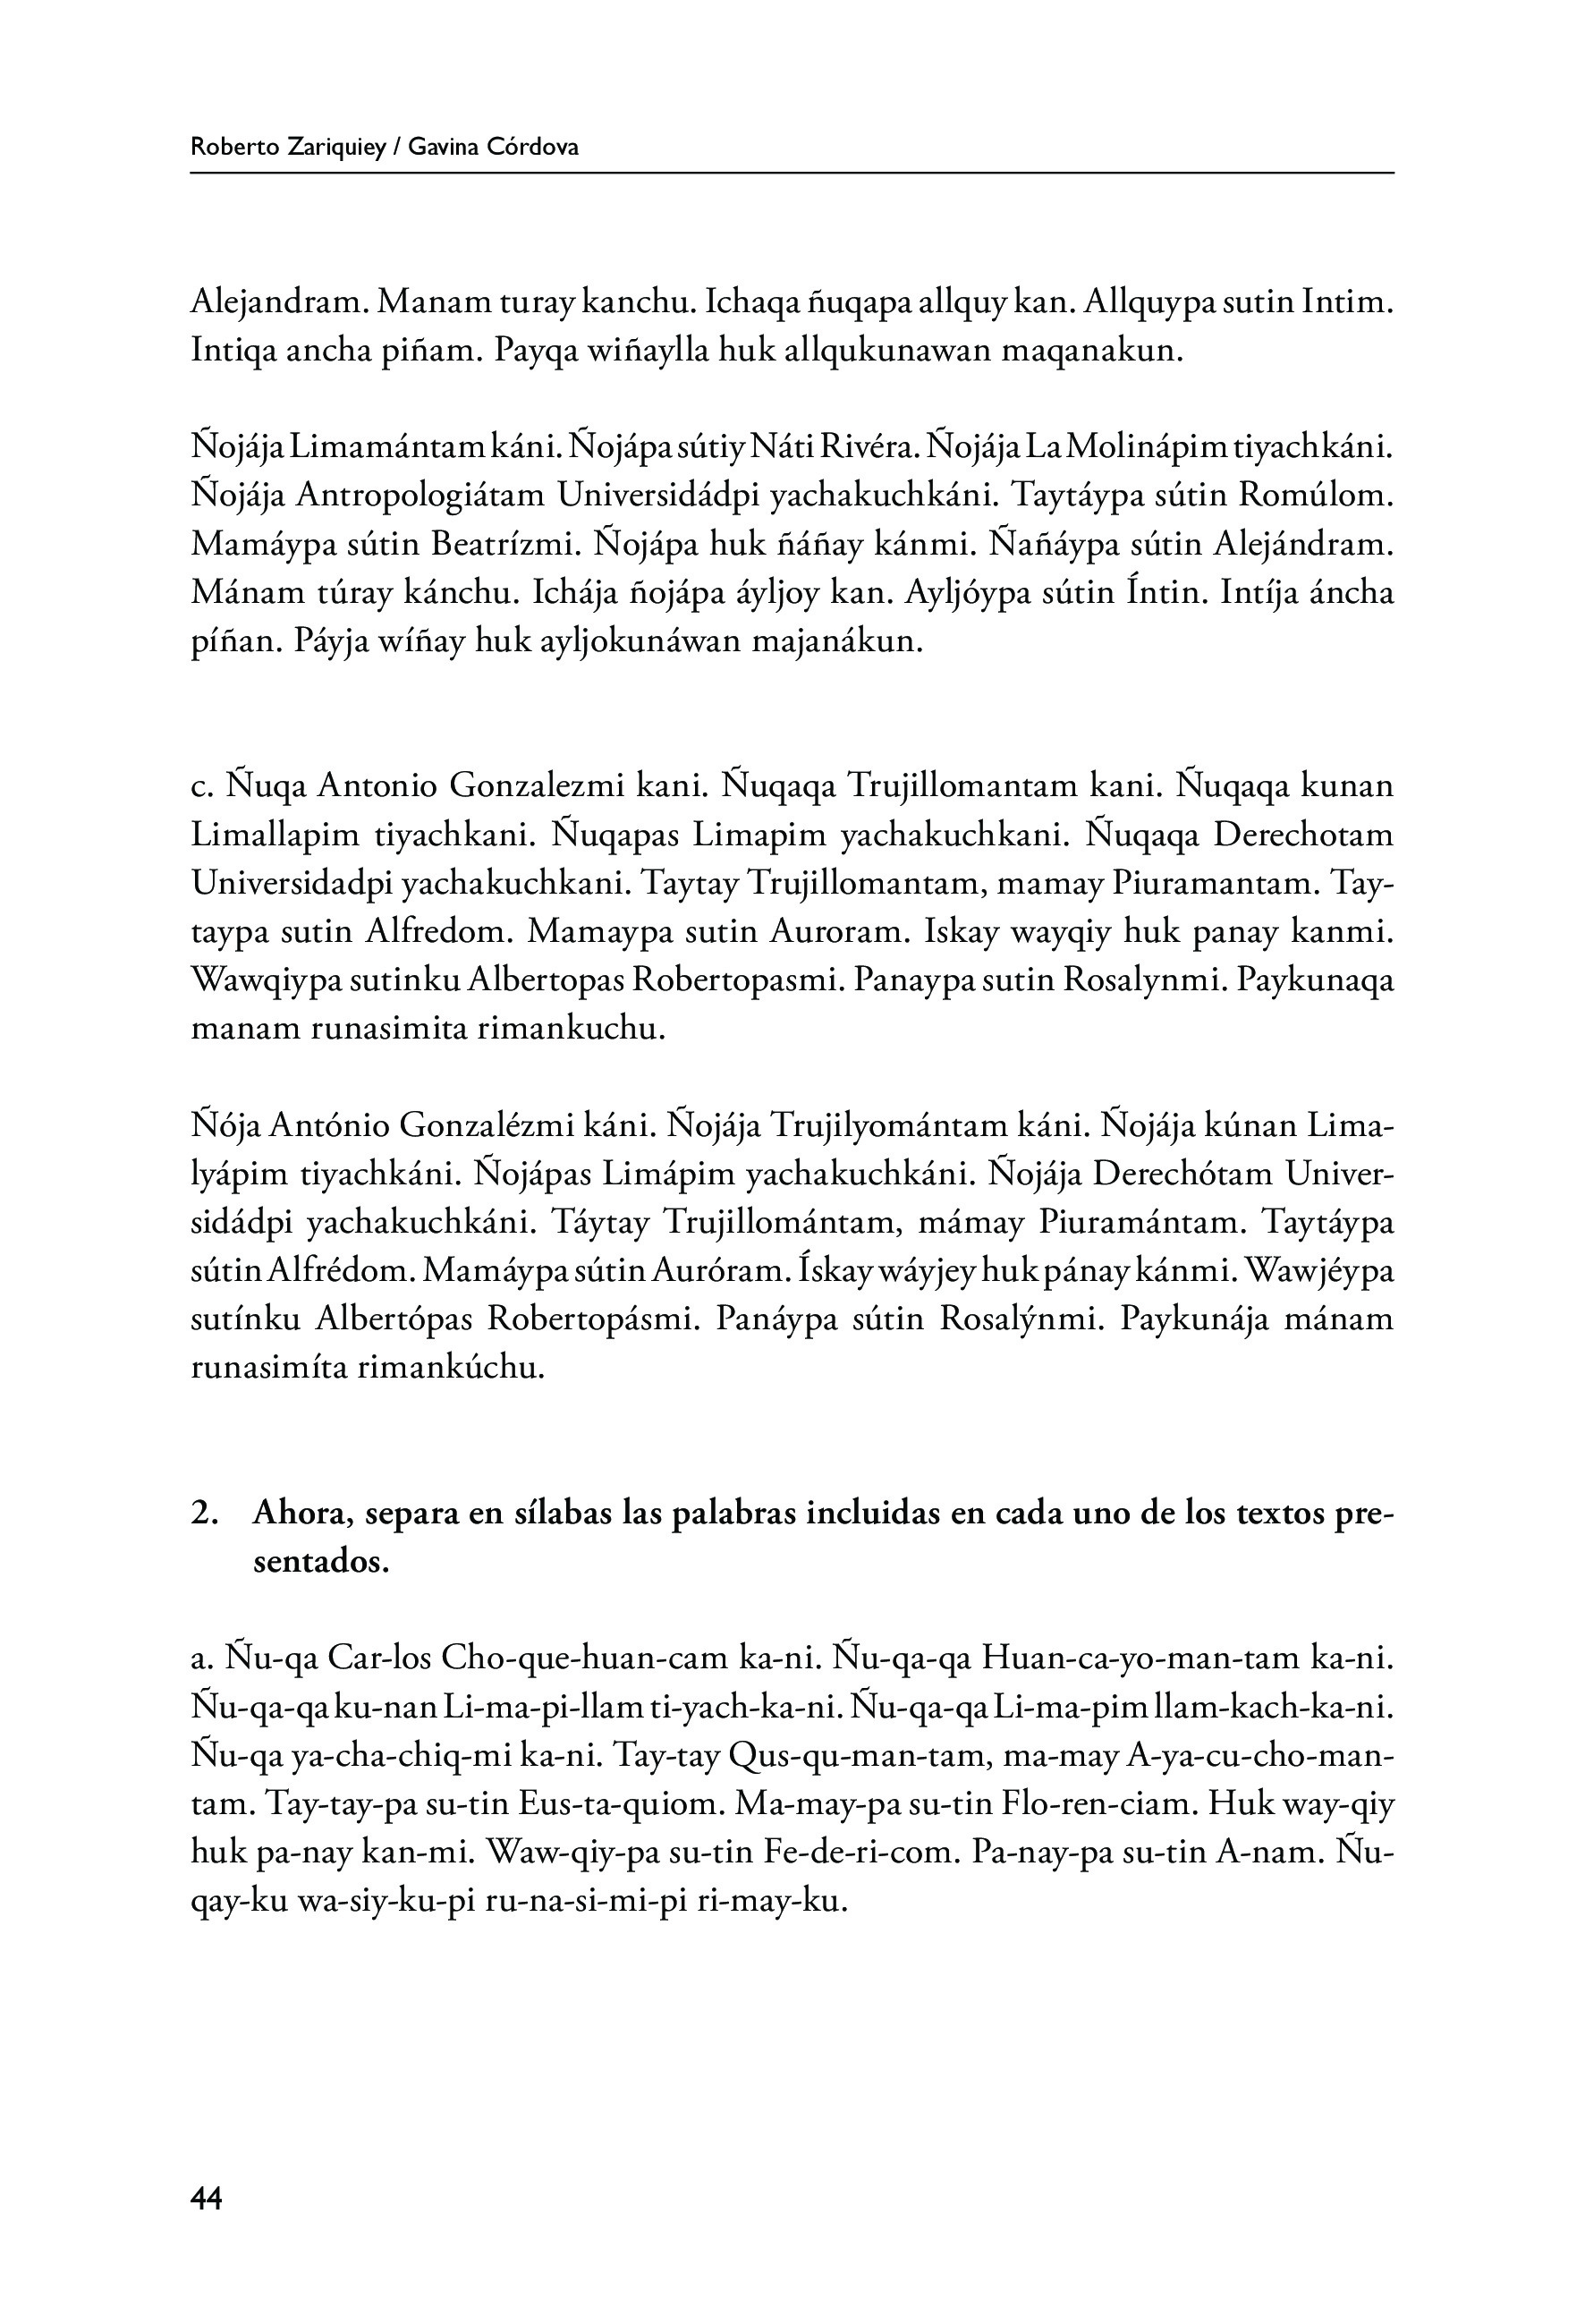 Roberto Zariquiey / Gavina Córdova
Alejandram. Manam turay kanchu. Ichaqa ñuqapa allquy kan. Allquypa sutin Intim.
Intiqa ancha piñam. Payqa wiñaylla huk allqukunawan maqanakun.
Ñojája Limamántam káni. Ñojápa sútiy Náti Rivéra. Ñojája La Molinápim tiyachkáni.
Ñojája Antropologiátam Universidádpi yachakuchkáni. Taytáypa sútin Romúlom.
Mamáypa sútin Beatrízmi. Ñojápa huk ñáñay kánmi. Ñañáypa sútin Alejándram.
Mánam túray kánchu. Ichája ñojápa áyljoy kan. Ayljóypa sútin Íntin. Intíja áncha
píñan. Páyja wíñay huk ayljokunáwan majanákun.
c. Ñuqa Antonio Gonzalezmi kani. Ñuqaqa Trujillomantam kani. Ñuqaqa kunan
Limallapim tiyachkani. Ñuqapas Limapim yachakuchkani. Ñuqaqa Derechotam
Universidadpi yachakuchkani. Taytay Trujillomantam, mamay Piuramantam. Tay-
taypa sutin Alfredom. Mamaypa sutin Auroram. Iskay wayqiy huk panay kanmi.
Wawqiypa sutinku Albertopas Robertopasmi. Panaypa sutin Rosalynmi. Paykunaqa
manam runasimita rimankuchu.
Ñója António Gonzalézmi káni. Ñojája Trujilyomántam káni. Ñojája kúnan Lima-
lyápim tiyachkáni. Ñojápas Limápim yachakuchkáni. Ñojája Derechótam Univer-
sidádpi yachakuchkáni. Táytay Trujillomántam, mámay Piuramántam. Taytáypa
sútin Alfrédom. Mamáypa sútin Auróram. Ískay wáyjey huk pánay kánmi. Wawjéypa
sutínku Albertópas Robertopásmi. Panáypa sútin Rosalýnmi. Paykunája mánam
runasimíta rimankúchu.
2. Ahora, separa en sílabas las palabras incluidas en cada uno de los textos pre-
sentados.
a. Ñu-qa Car-los Cho-que-huan-cam ka-ni. Ñu-qa-qa Huan-ca-yo-man-tam ka-ni.
Ñu-qa-qa ku-nan Li-ma-pi-llam ti-yach-ka-ni. Ñu-qa-qa Li-ma-pim llam-kach-ka-ni.
Ñu-qa ya-cha-chiq-mi ka-ni. Tay-tay Qus-qu-man-tam, ma-may A-ya-cu-cho-man-
tam. Tay-tay-pa su-tin Eus-ta-quiom. Ma-may-pa su-tin Flo-ren-ciam. Huk way-qiy
huk pa-nay kan-mi. Waw-qiy-pa su-tin Fe-de-ri-com. Pa-nay-pa su-tin A-nam. Ñu-
qay-ku wa-siy-ku-pi ru-na-si-mi-pi ri-may-ku.
44